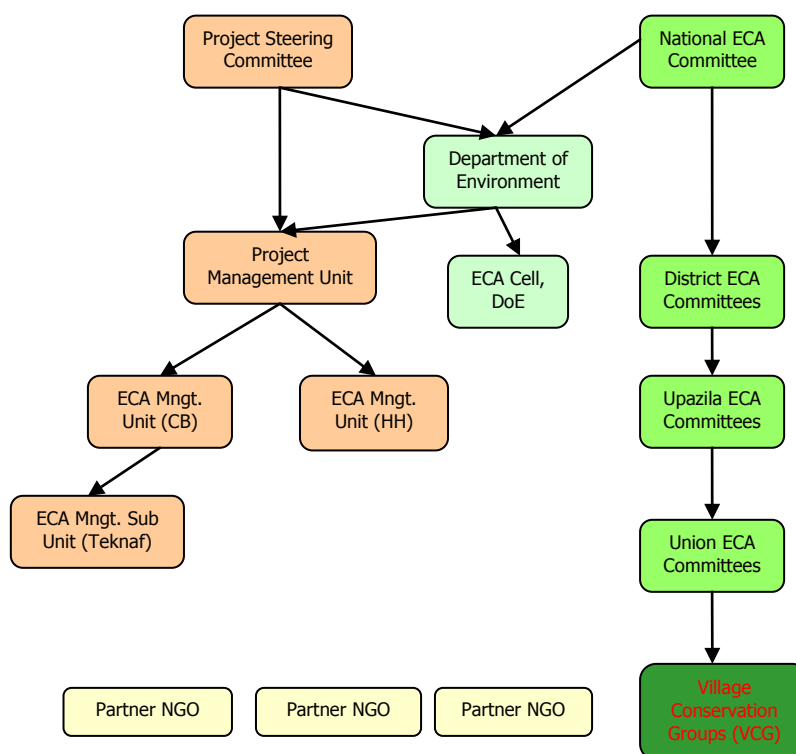 Project Steering
Committee
National ECA
Committee
Department of
Environment
Project
Management Unit
ECA Cell,
DoE
District ECA
Committees
ECA Mngt.
Unit (CB)
ECA Mngt.
Unit (HH)
Upazila ECA
Committees
ECA Mngt. Sub
Unit (Teknaf)
Union ECA
Committees
Partner NGO
Partner NGO
Partner NGO
Village
Conservation
Groups (VCG)